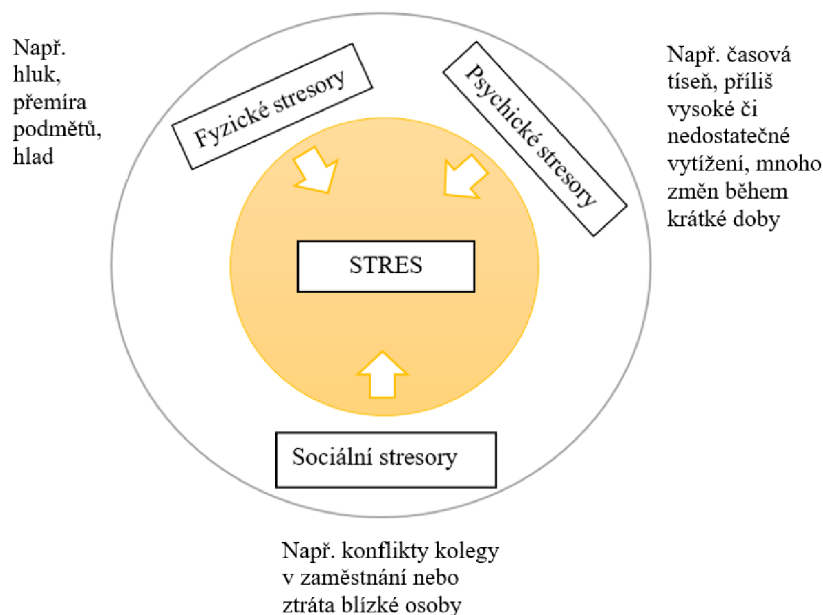 Např.
hluk,
přemíra
podmětů,
hlad
Fyzické stresory
Psychické stresory
Např. časová
tíseň, příliš
vysoké či
nedostatečné
vytížení, mnoho
změn během
krátké doby
STRES
Sociální stresory
Např. konflikty kolegy
v zaměstnání nebo
ztráta blízké osoby